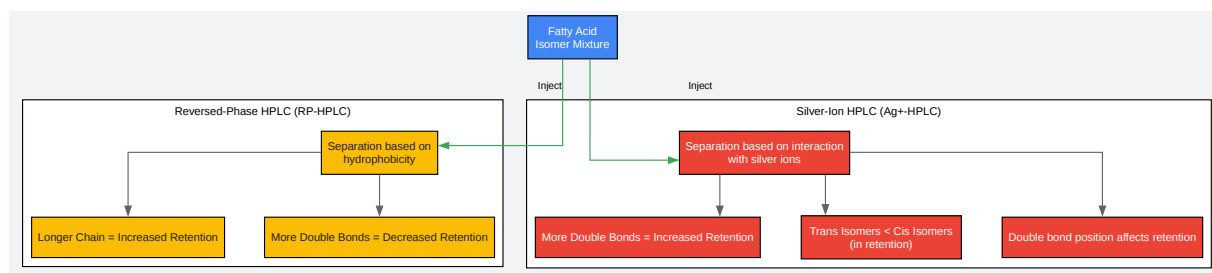 Fatty Acid
Isomer Mixture
Inject
Inject
Reversed-Phase HPLC (RP-HPLC)
Separation based on
hydrophobicity
Longer Chain = Increased Retention
More Double Bonds = Decreased Retention
Silver-Ion HPLC (Ag+-HPLC)
Separation based on interaction
with silver ions
More Double Bonds = Increased Retention
Trans Isomers < Cis Isomers
(in retention)
Double bond position affects retention